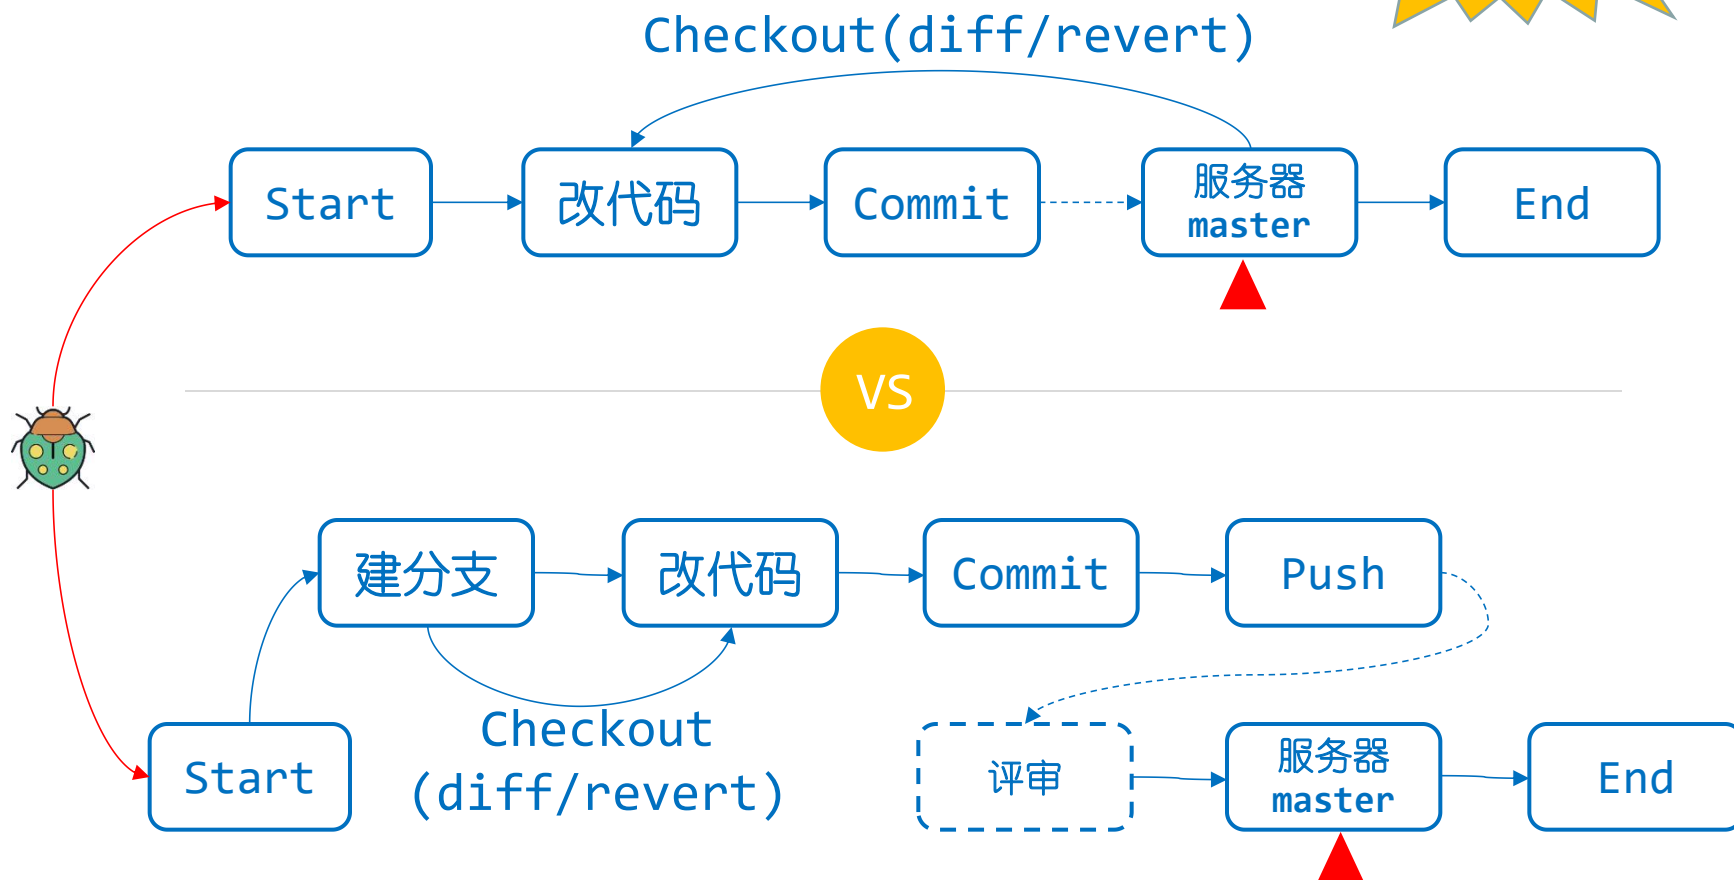 Checkout(diff/revert)
Start
改代码
Commit
服务器
master
End
VS
建分支
改代码
Commit
Push
Checkout
(diff/revert)
Start
评审
服务器
master
End